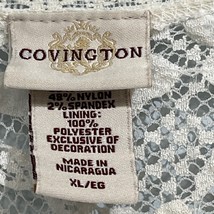 COVINGTON
48% NYLON
2% SPANDEX
LINING:
100%
POLYESTER
EXCLUSIVE OF
DECORATION
MADE IN
NICARAGUA
XL/EG